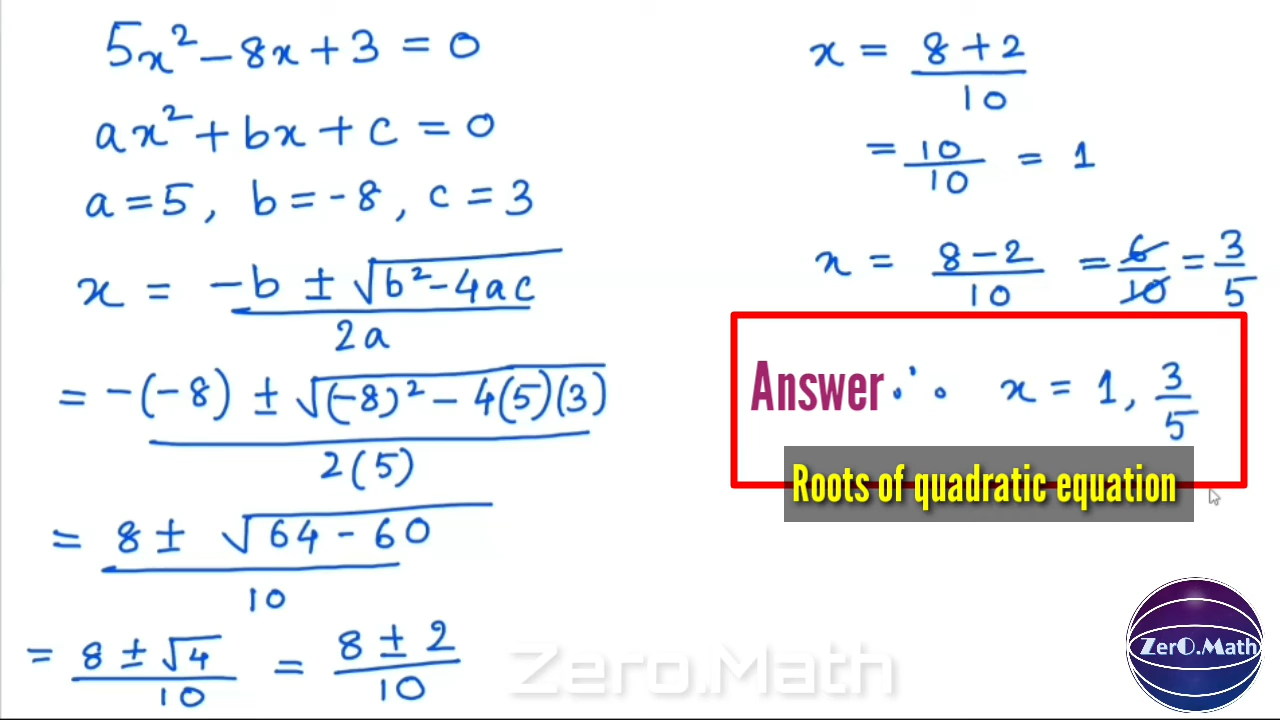 5x² - 8x + 3 = 0
ax² + bx + c = 0
a = 5, b = -8, c = 3
x = -b ± √(b² - 4ac) / 2a
= -(-8) ± √((-8)² - 4(5)(3)) / 2(5)
= 8 ± √(64 - 60) / 10
= 8 ± √4 / 10 = 8 ± 2 / 10
x = 8 + 2 / 10
= 10/10 = 1
x = 8 - 2 / 10 = 6/10 = 3/5
Answer ∴ x = 1, 3/5
Roots of quadratic equation
Zero.Math
ZerO.Math